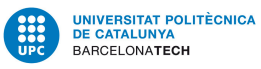 UPC
UNIVERSITAT POLITÈCNICA
DE CATALUNYA
BARCELONATECH